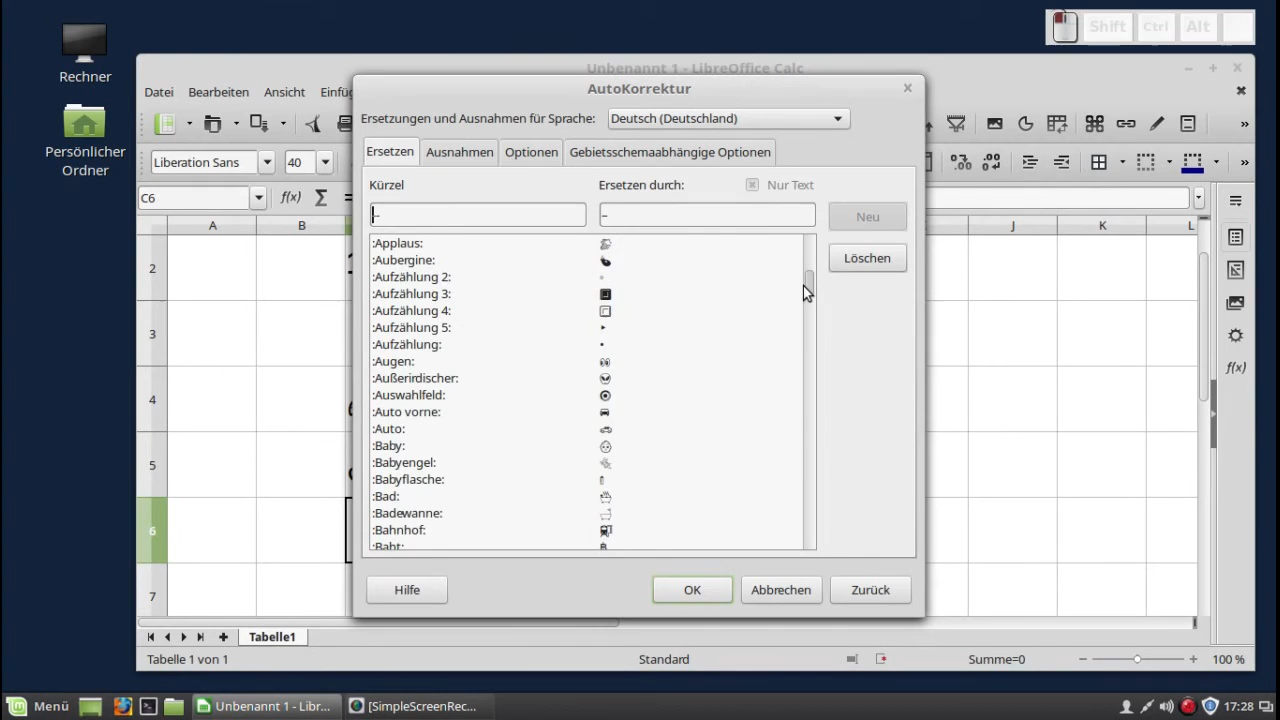 Rechner
Persönlicher
Ordner
Shift
Ctrl
Alt
Unbenannt 1 - LibreOffice Calc
Datei
Bearbeiten
Ansicht
Einfüg
Liberation Sans
40
C6
f(x)
Σ
=
A
B
J
K
L
2
3
4
5
6
7
AutoKorrektur
Ersetzungen und Ausnahmen für Sprache:
Deutsch (Deutschland)
Ersetzen
Ausnahmen
Optionen
Gebietsschemaabhängige Optionen
Kürzel
Ersetzen durch:
Nur Text
–
Neu
Löschen
:Applaus:
:Aubergine:
:Aufzählung 2:
:Aufzählung 3:
:Aufzählung 4:
:Aufzählung 5:
:Aufzählung:
:Augen:
:Außerirdischer:
:Auswahlfeld:
:Auto vorne:
:Auto:
:Baby:
:Babyengel:
:Babyflasche:
:Bad:
:Badewanne:
:Bahnhof:
:Baht:
Hilfe
OK
Abbrechen
Zurück
f(x)
Tabelle1
Tabelle 1 von 1
Standard
Summe=0
100 %
Menü
Unbenannt 1 - Libr...
[SimpleScreenRec...
17:28